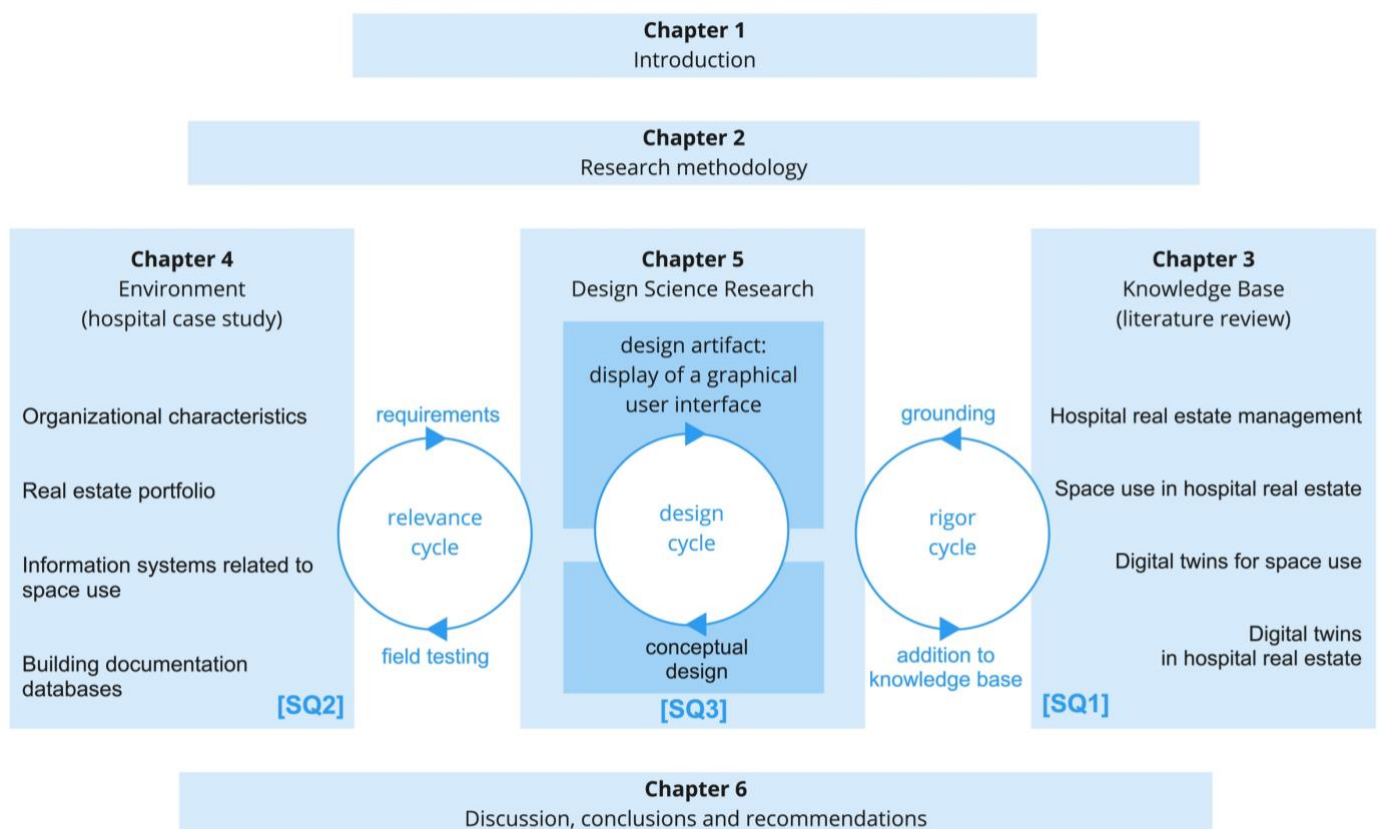 Chapter 1
Introduction
Chapter 2
Research methodology
Chapter 4
Environment
(hospital case study)
Organizational characteristics
Real estate portfolio
Information systems related to
space use
Building documentation
databases
[SQ2]
requirements
relevance
cycle
field testing
Chapter 5
Design Science Research
design artifact:
display of a graphical
user interface
design
cycle
conceptual
design
[SQ3]
grounding
rigor
cycle
addition to
knowledge base
Chapter 3
Knowledge Base
(literature review)
Hospital real estate management
Space use in hospital real estate
Digital twins for space use
Digital twins
in hospital real estate
[SQ1]
Chapter 6
Discussion, conclusions and recommendations